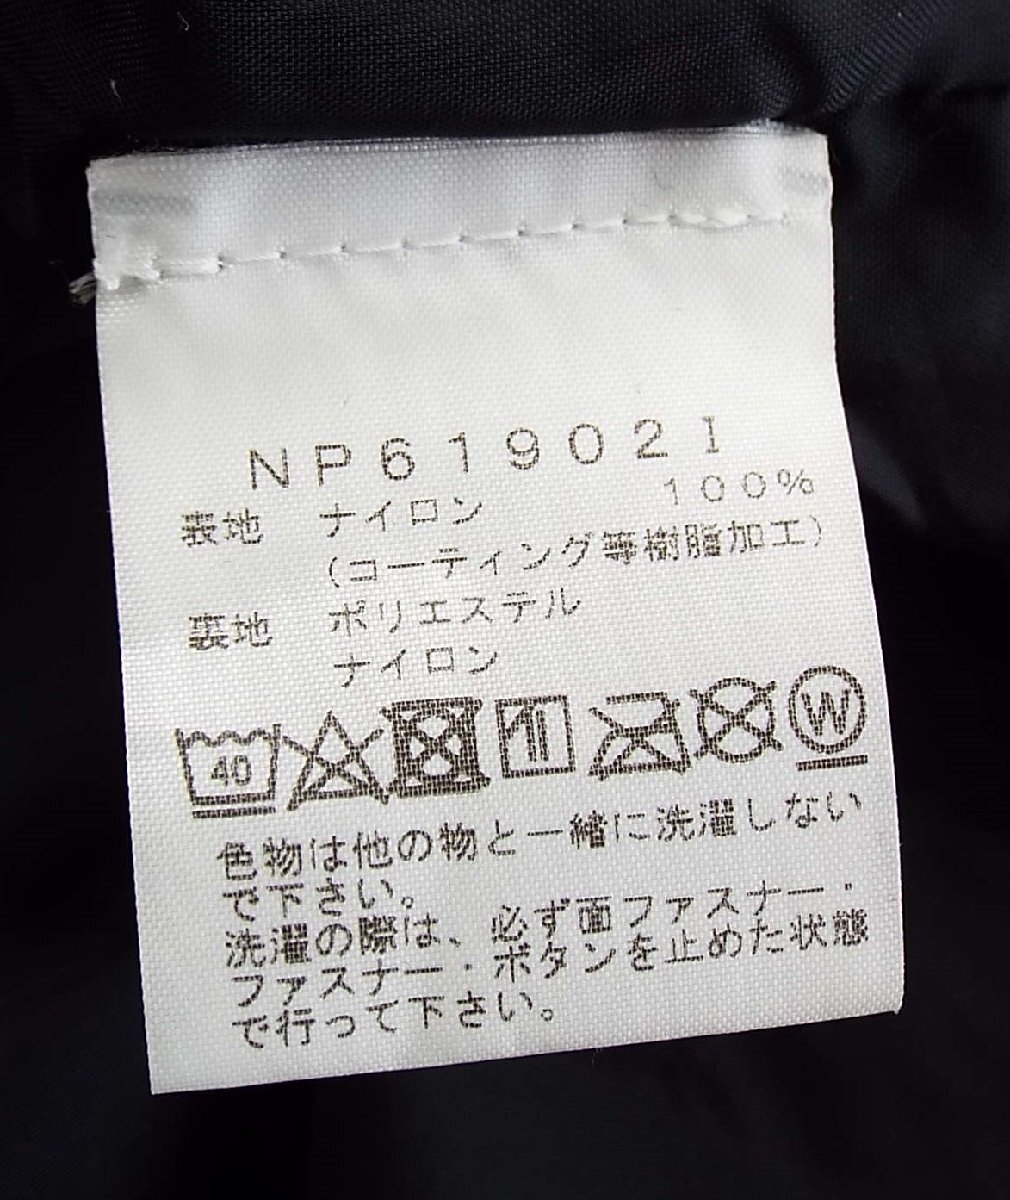 NP61902I
表地 ナイロン 100%
(コーティング等樹脂加工)
裏地 ポリエステル
ナイロン
40 W
色物は他の物と一緒に洗濯しない
で下さい。
洗濯の際は、必ず面ファスナー・
ファスナー・ボタンを止めた状態
で行って下さい。